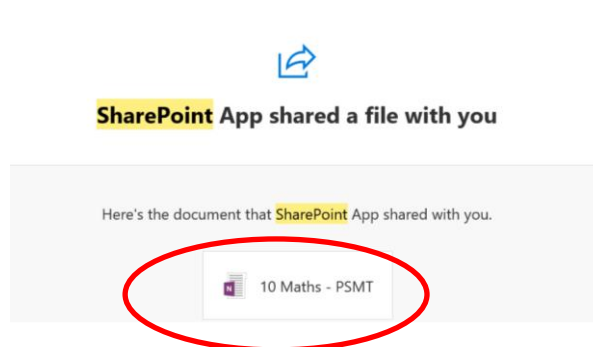 SharePoint App shared a file with you
Here's the document that SharePoint App shared with you.
N 10 Maths - PSMT